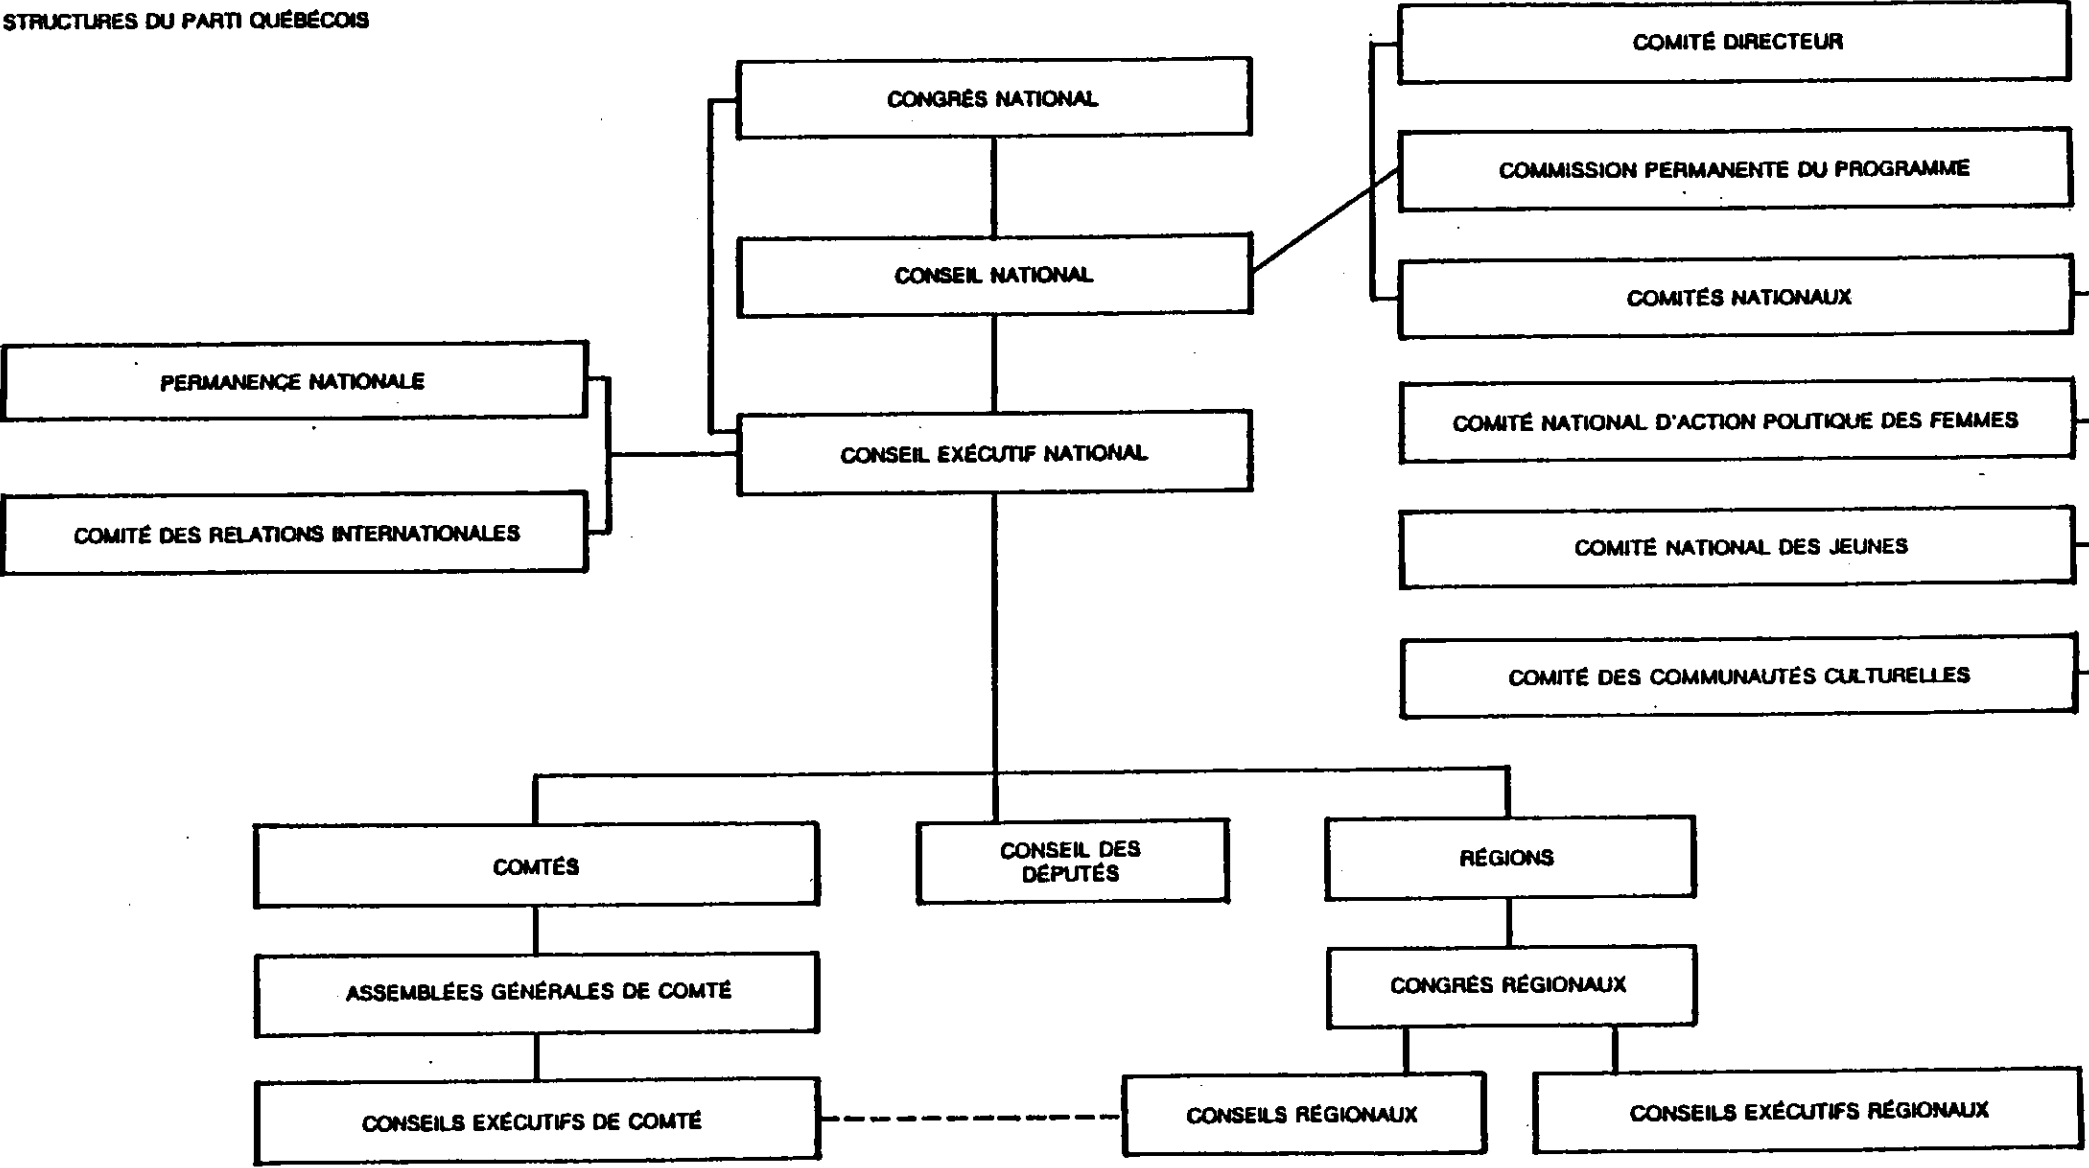 STRUCTURES DU PARTI QUÉBÉCOIS
CONGRÈS NATIONAL
CONSEIL NATIONAL
CONSEIL EXÉCUTIF NATIONAL
PERMANENCE NATIONALE
COMITÉ DES RELATIONS INTERNATIONALES
COMITÉ DIRECTEUR
COMMISSION PERMANENTE DU PROGRAMME
COMITÉS NATIONAUX
COMITÉ NATIONAL D'ACTION POLITIQUE DES FEMMES
COMITÉ NATIONAL DES JEUNES
COMITÉ DES COMMUNAUTÉS CULTURELLES
COMTÉS
CONSEIL DES
DÉPUTÉS
RÉGIONS
ASSEMBLÉES GÉNÉRALES DE COMTÉ
CONGRÈS RÉGIONAUX
CONSEILS EXÉCUTIFS DE COMTÉ
CONSEILS RÉGIONAUX
CONSEILS EXÉCUTIFS RÉGIONAUX